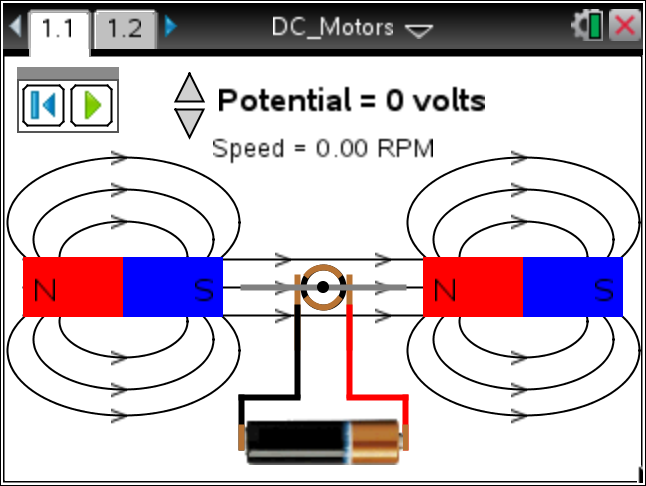 1.1 1.2 DC_Motors
Potential = 0 volts
Speed = 0.00 RPM
N S N S